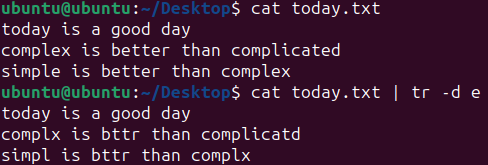 ubuntu@ubuntu:~/Desktop$ cat today.txt
today is a good day
complex is better than complicated
simple is better than complex
ubuntu@ubuntu:~/Desktop$ cat today.txt | tr -d e
today is a good day
complx is bttr than complicatd
simpl is bttr than complx